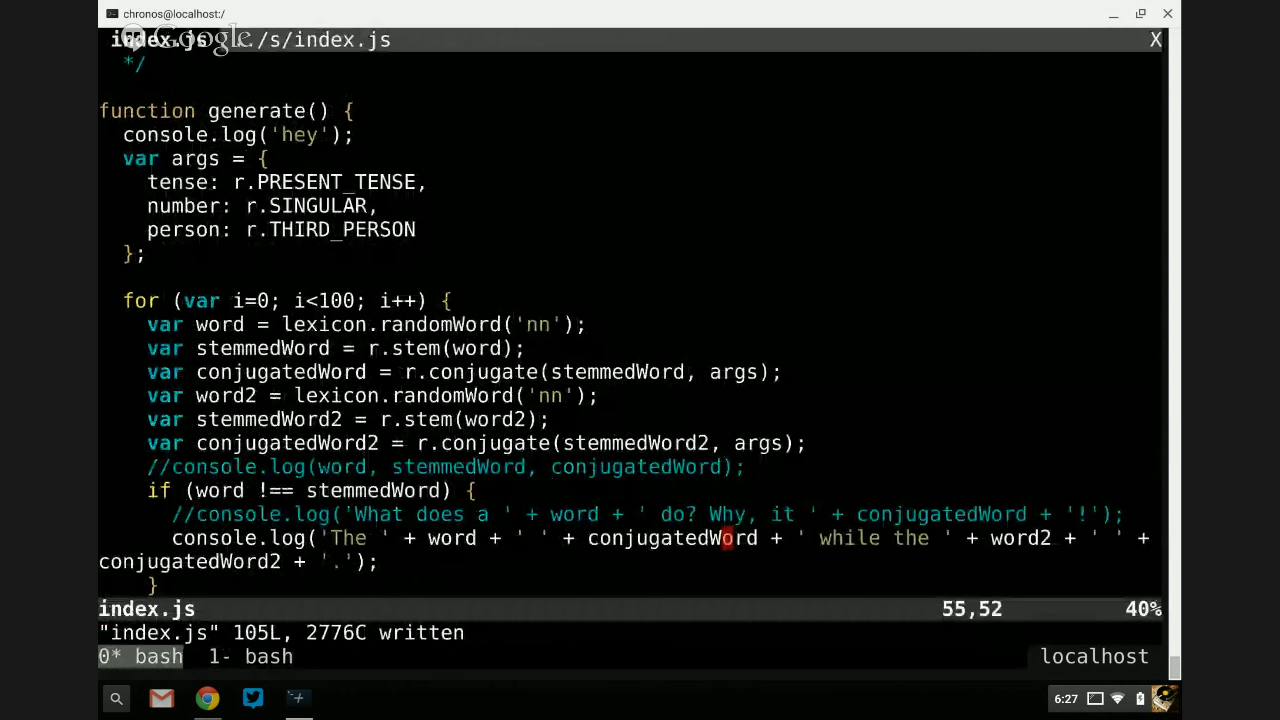 chronos@localhost:/
Google
index.js ../s/index.js X
*/
function generate() {
console.log('hey');
var args = {
tense: r.PRESENT_TENSE,
number: r.SINGULAR,
person: r.THIRD_PERSON
};
for (var i=0; i<100; i++) {
var word = lexicon.randomWord('nn');
var stemmedWord = r.stem(word);
var conjugatedWord = r.conjugate(stemmedWord, args);
var word2 = lexicon.randomWord('nn');
var stemmedWord2 = r.stem(word2);
var conjugatedWord2 = r.conjugate(stemmedWord2, args);
//console.log(word, stemmedWord, conjugatedWord);
if (word !== stemmedWord) {
//console.log('What does a ' + word + ' do? Why, it ' + conjugatedWord + '!');
console.log('The ' + word + ' ' + conjugatedWord + ' while the ' + word2 + ' ' +
conjugatedWord2 + '.');
}
index.js 55,52 40%
"index.js" 105L, 2776C written
0* bash 1- bash localhost
6:27